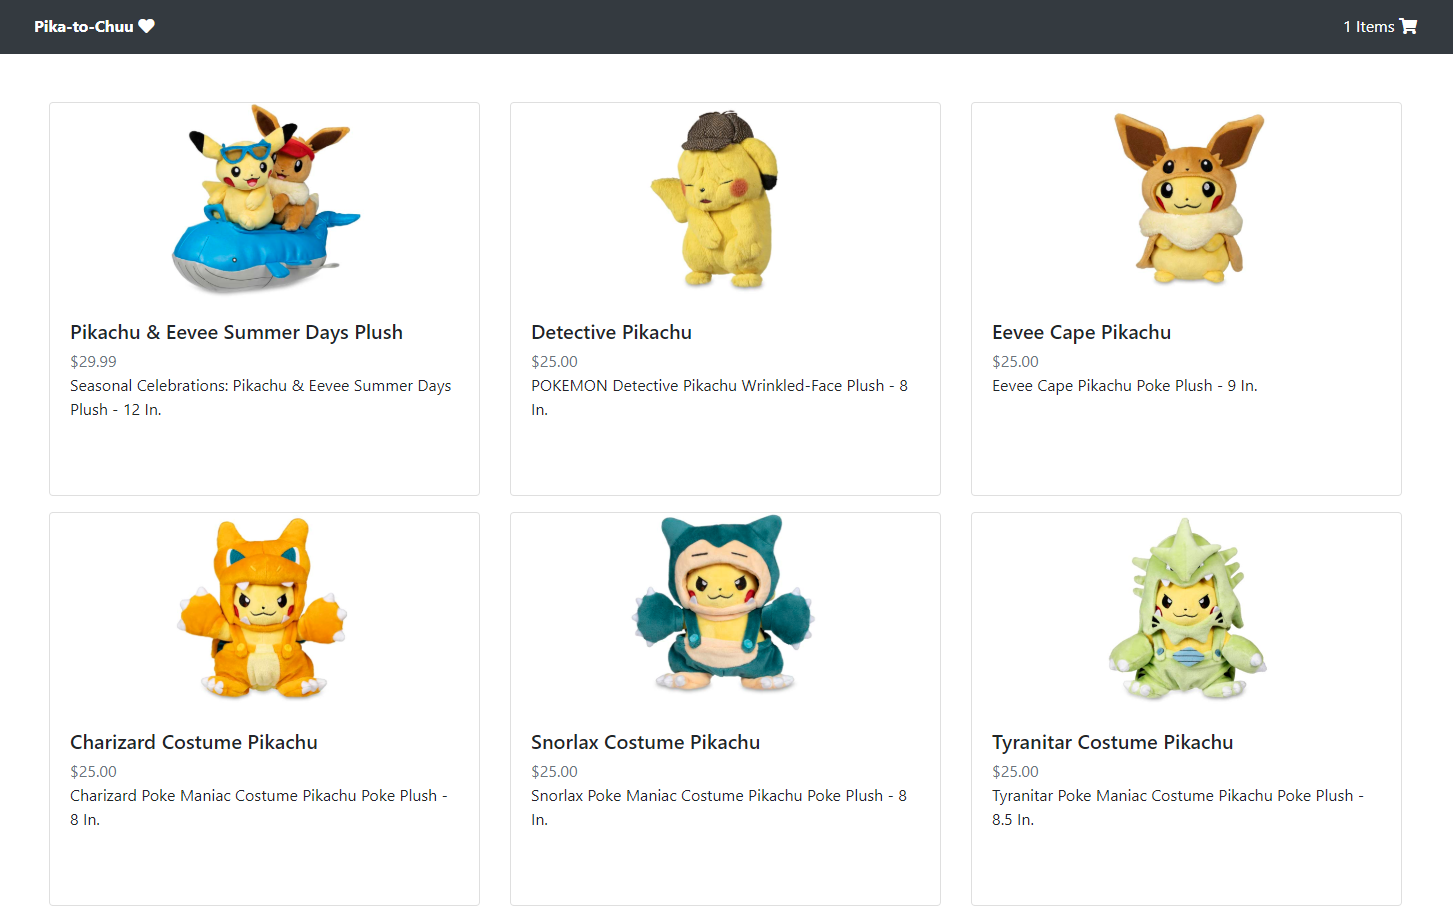 Pika-to-Chuu
1 Items
Pikachu & Eevee Summer Days Plush
$29.99
Seasonal Celebrations: Pikachu & Eevee Summer Days
Plush - 12 In.
Detective Pikachu
$25.00
POKEMON Detective Pikachu Wrinkled-Face Plush - 8
In.
Eevee Cape Pikachu
$25.00
Eevee Cape Pikachu Poke Plush - 9 In.
Charizard Costume Pikachu
$25.00
Charizard Poke Maniac Costume Pikachu Poke Plush -
8 In.
Snorlax Costume Pikachu
$25.00
Snorlax Poke Maniac Costume Pikachu Poke Plush - 8
In.
Tyranitar Costume Pikachu
$25.00
Tyranitar Poke Maniac Costume Pikachu Poke Plush -
8.5 In.